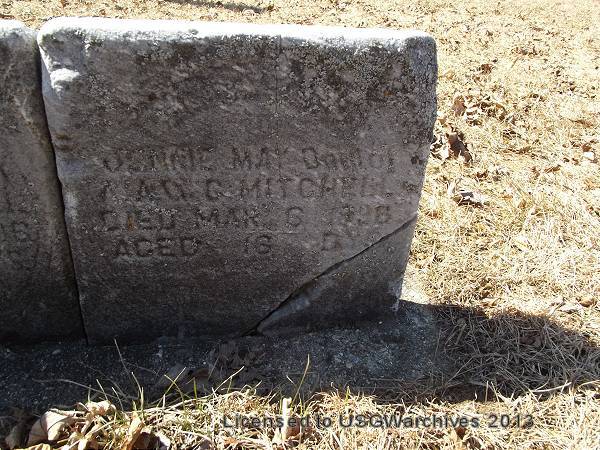 JENNIE MAY Dau. of
MITCHELL
DIED MAR 6
AGED 16 D
Licensed to USGWarchives 2013